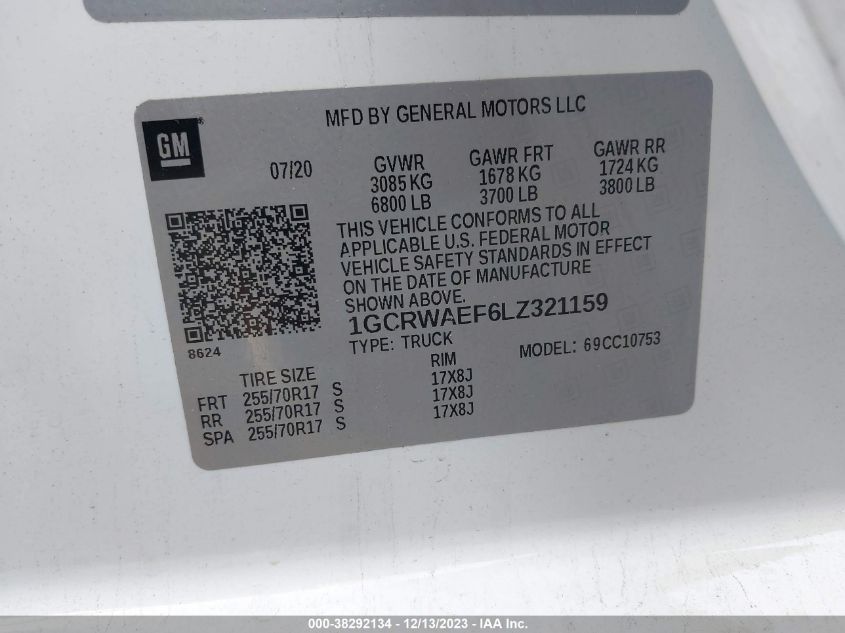 MFD BY GENERAL MOTORS LLC
GM®
07/20
GVWR
3085 KG
6800 LB
GAWR FRT
1678 KG
3700 LB
GAWR RR
1724 KG
3800 LB
THIS VEHICLE CONFORMS TO ALL
APPLICABLE U.S. FEDERAL MOTOR
VEHICLE SAFETY STANDARDS IN EFFECT
ON THE DATE OF MANUFACTURE
SHOWN ABOVE.
1GCRWAEF6LZ321159
8624
TYPE: TRUCK
MODEL: 69CC10753
TIRE SIZE RIM
FRT 255/70R17 S 17X8J
RR 255/70R17 S 17X8J
SPA 255/70R17 S 17X8J
000-38292134 - 12/13/2023 - IAA Inc.